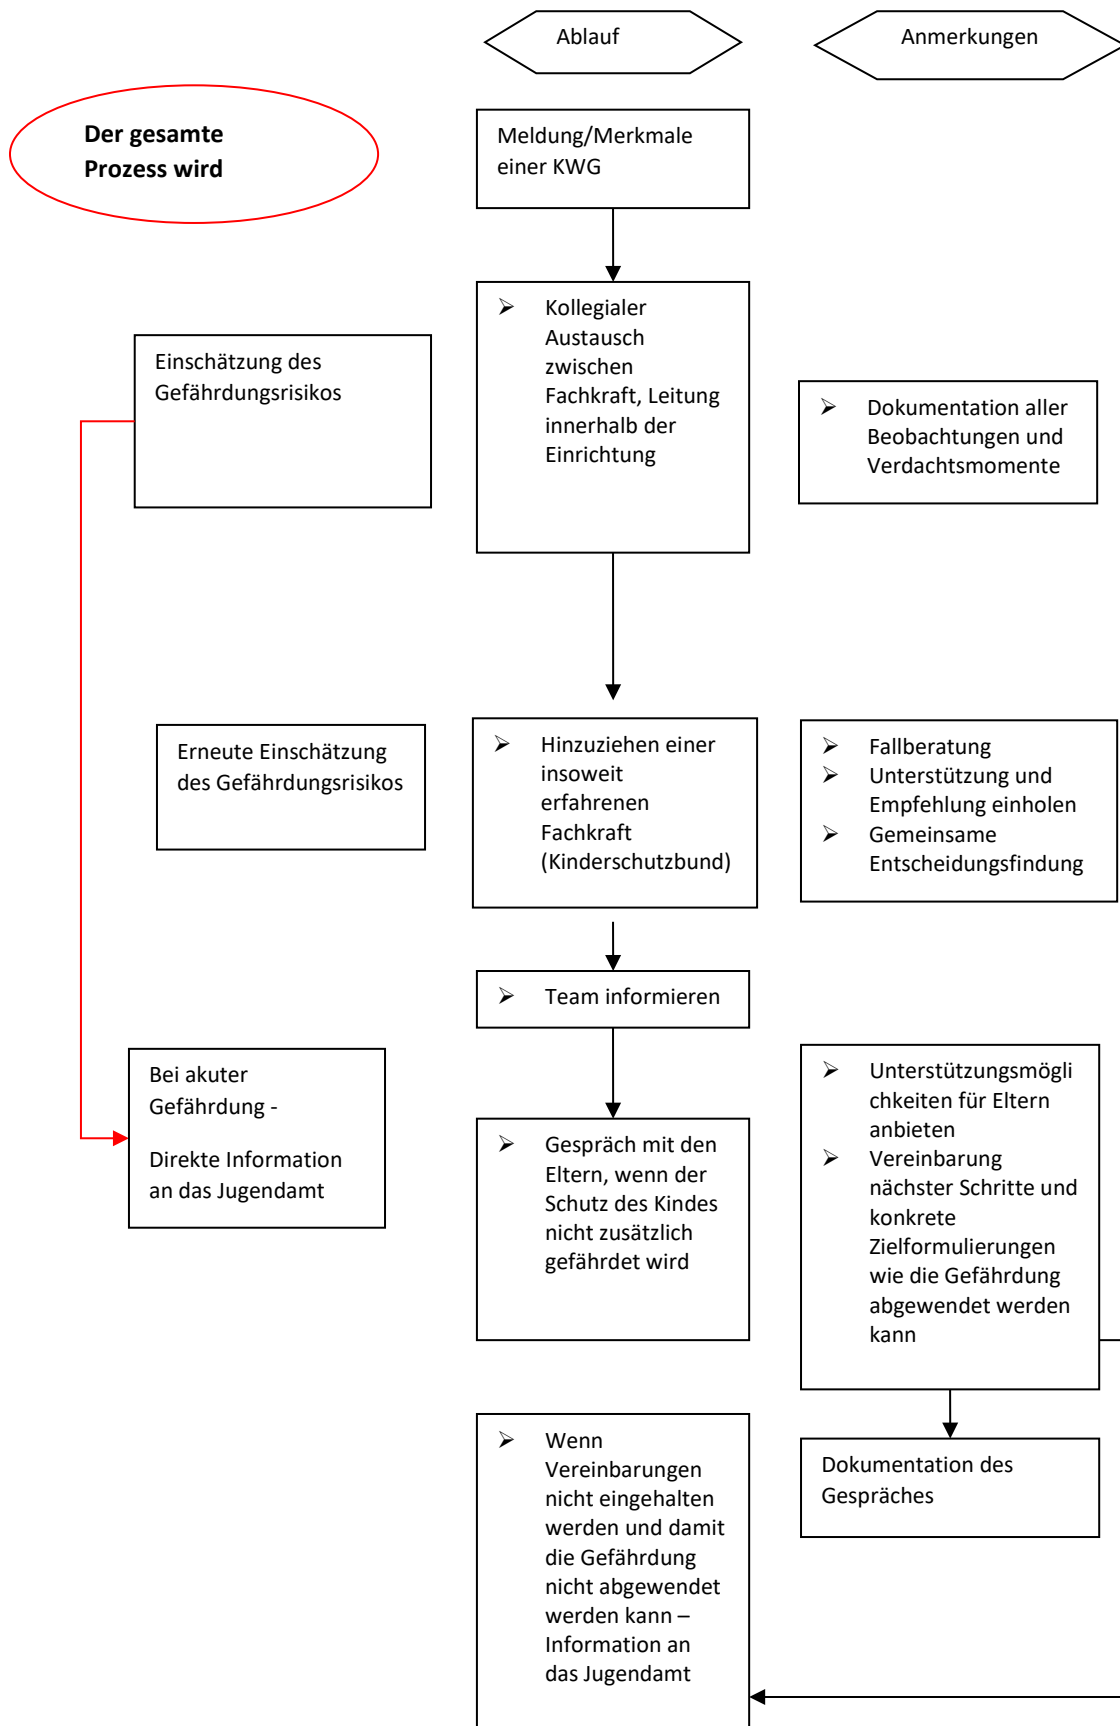 Ablauf
Anmerkungen
Der gesamte
Prozess wird
Meldung/Merkmale
einer KWG
Einschätzung des
Gefährdungsrisikos
➢ Kollegialer
Austausch
zwischen
Fachkraft, Leitung
innerhalb der
Einrichtung
➢ Dokumentation aller
Beobachtungen und
Verdachtsmomente
Erneute Einschätzung
des Gefährdungsrisikos
➢ Hinzuziehen einer
insoweit
erfahrenen
Fachkraft
(Kinderschutzbund)
➢ Fallberatung
➢ Unterstützung und
Empfehlung einholen
➢ Gemeinsame
Entscheidungsfindung
➢ Team informieren
Bei akuter
Gefährdung -
Direkte Information
an das Jugendamt
➢ Gespräch mit den
Eltern, wenn der
Schutz des Kindes
nicht zusätzlich
gefährdet wird
➢ Unterstützungsmögli
chkeiten für Eltern
anbieten
➢ Vereinbarung
nächster Schritte und
konkrete
Zielformulierungen
wie die Gefährdung
abgewendet werden
kann
➢ Wenn
Vereinbarungen
nicht eingehalten
werden und damit
die Gefährdung
nicht abgewendet
werden kann –
Information an
das Jugendamt
Dokumentation des
Gespräches